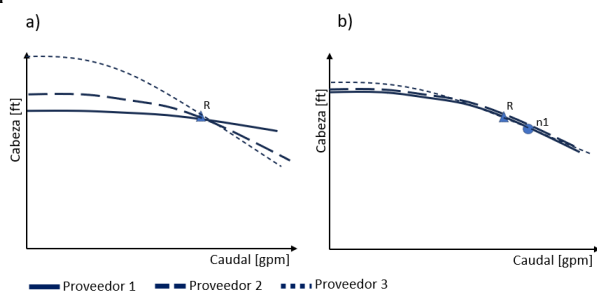 a)
b)
R
R
n1
Cabeza [ft]
Cabeza [ft]
Caudal [gpm]
Caudal [gpm]
Proveedor 1 Proveedor 2 Proveedor 3